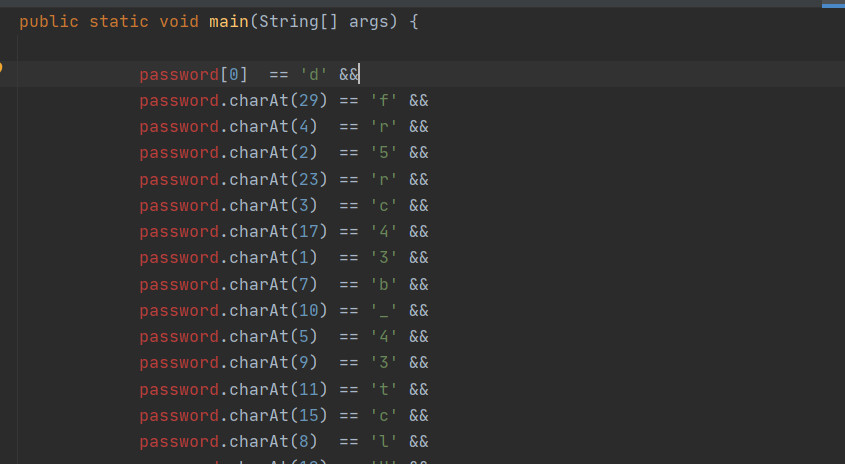 public static void main(String[] args) {
password[0]  == 'd' &&
password.charAt(29) == 'f' &&
password.charAt(4)  == 'r' &&
password.charAt(2)  == '5' &&
password.charAt(23) == 'r' &&
password.charAt(3)  == 'c' &&
password.charAt(17) == '4' &&
password.charAt(1)  == '3' &&
password.charAt(7)  == 'b' &&
password.charAt(10) == '_' &&
password.charAt(5)  == '4' &&
password.charAt(9)  == '3' &&
password.charAt(11) == 't' &&
password.charAt(15) == 'c' &&
password.charAt(8)  == 'l' &&